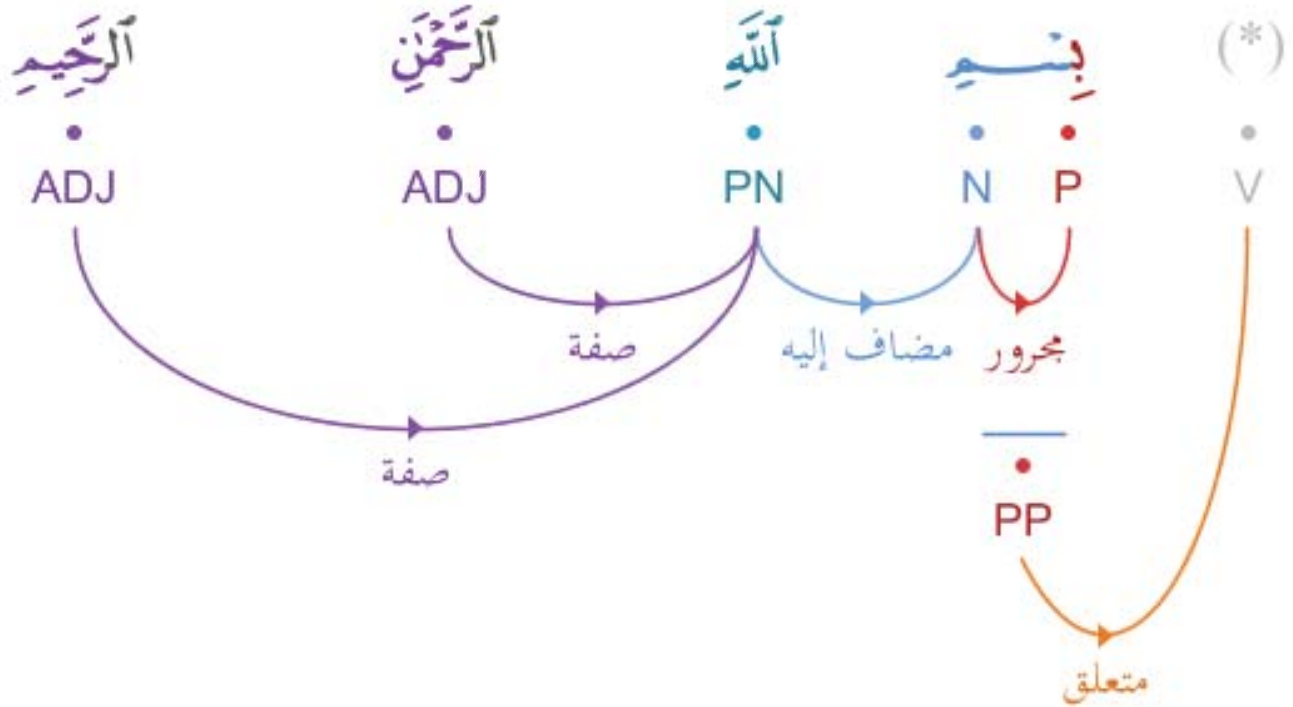 (*) بِسْمِ ٱللَّهِ ٱلرَّحْمَٰنِ ٱلرَّحِيمِ
V P N PN ADJ ADJ
مجرور مضاف إليه صفة
صفة
PP
متعلق